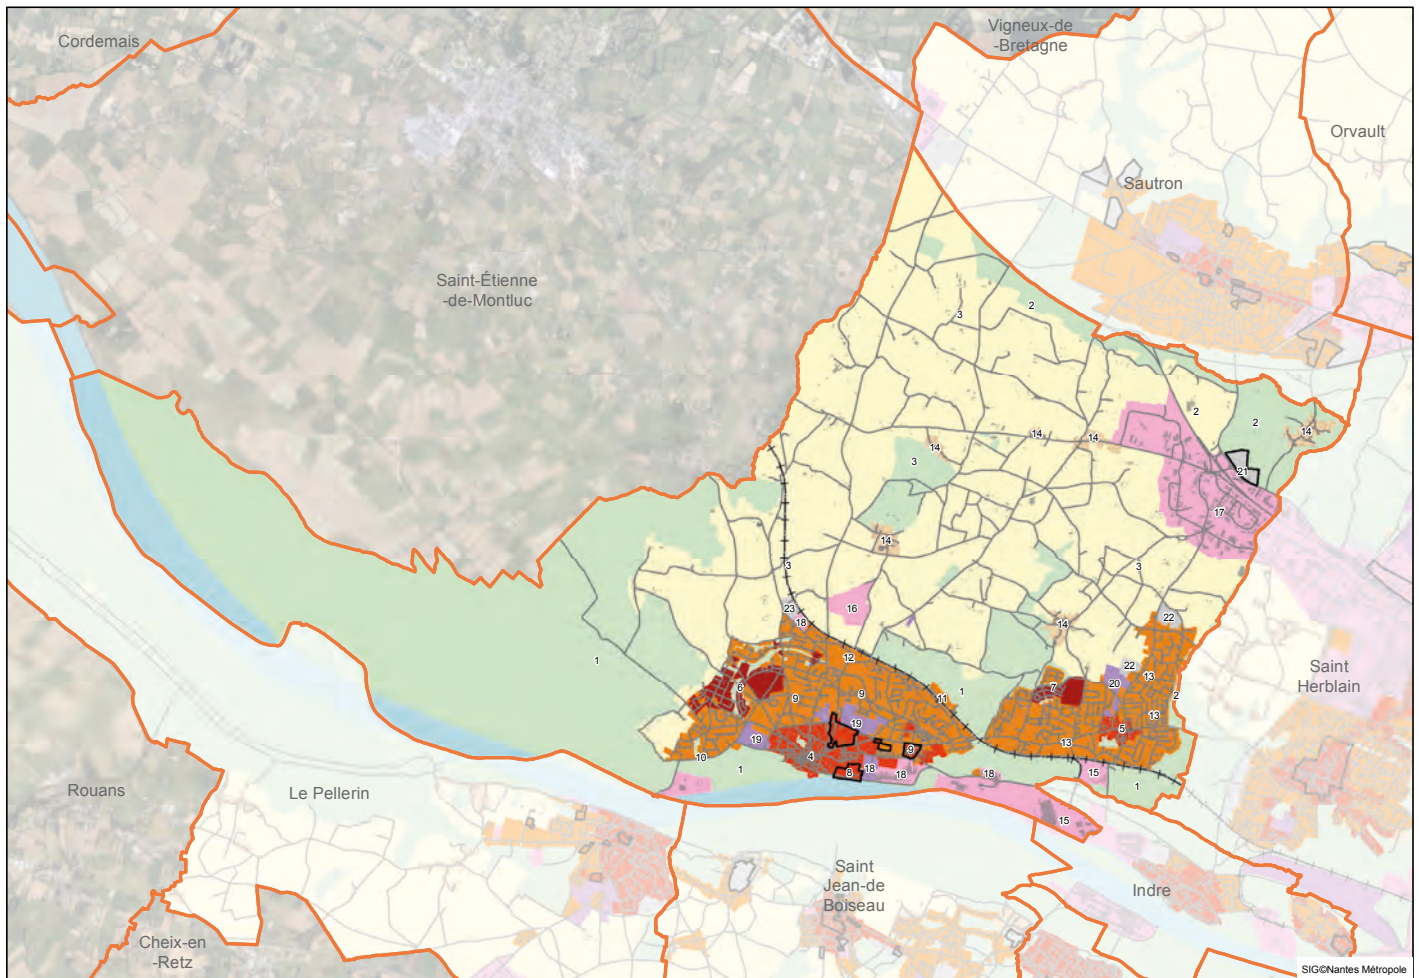 Cordemais
Vigneux-de
-Bretagne
Orvault
Sautron
Saint-Étienne
-de-Montluc
2
3
2
2
14
14
14
14
3
21
17
14
3
3
16
23
18
14
22
12
1
22
20
13
7
6
9
9
11
1
2
13
5
13
19
19
9
4
10
1
8
18
18
18
15
1
15
Saint
Herblain
Rouans
Le Pellerin
Saint
Jean-de
Boiseau
Indre
Cheix-en
-Retz
SIG©Nantes Métropole